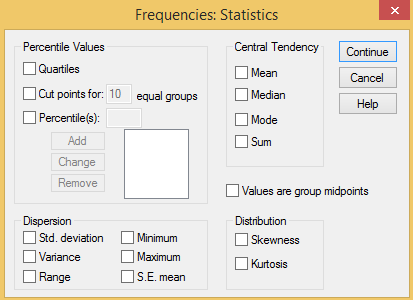 Frequencies: Statistics
Percentile Values
Quartiles
Cut points for: 10 equal groups
Percentile(s):
Add
Change
Remove
Central Tendency
Mean
Median
Mode
Sum
Continue
Cancel
Help
Values are group midpoints
Dispersion
Std. deviation Minimum
Variance Maximum
Range S.E. mean
Distribution
Skewness
Kurtosis